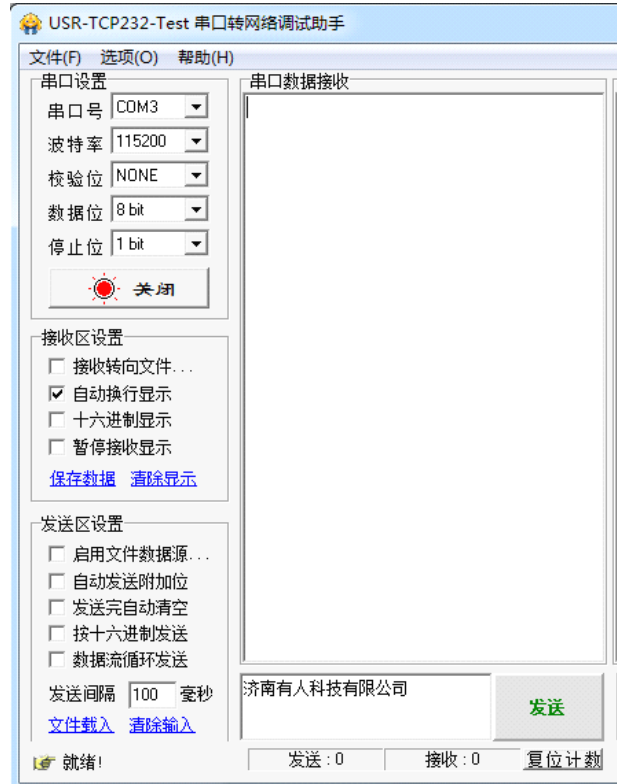 USR-TCP232-Test 串口转网络调试助手
文件(F) 选项(O) 帮助(H)
串口设置
串口号 COM3
波特率 115200
校验位 NONE
数据位 8 bit
停止位 1 bit
关闭
接收区设置
接收转向文件...
自动换行显示
十六进制显示
暂停接收显示
保存数据 清除显示
发送区设置
启用文件数据源...
自动发送附加位
发送完自动清空
按十六进制发送
数据流循环发送
发送间隔 100 毫秒
文件载入 清除输入
串口数据接收
济南有人科技有限公司
发送
就绪!
发送:0
接收:0
复位计数